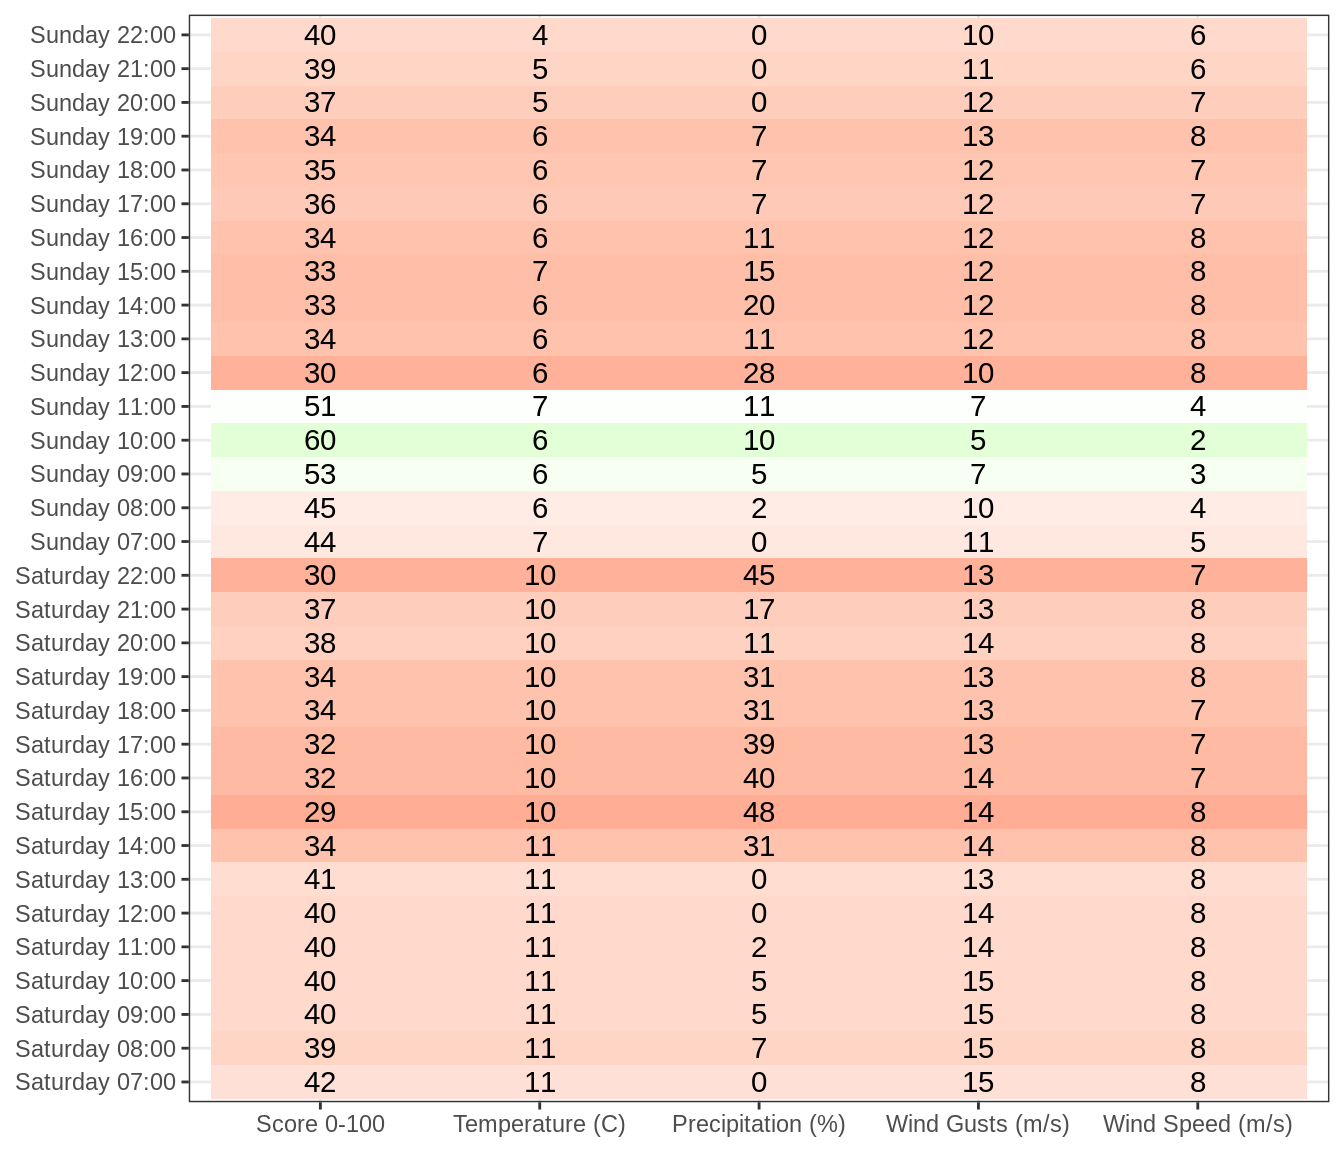 Sunday 22:00 40 4 0 10 6
Sunday 21:00 39 5 0 11 6
Sunday 20:00 37 5 0 12 7
Sunday 19:00 34 6 7 13 8
Sunday 18:00 35 6 7 12 7
Sunday 17:00 36 6 7 12 7
Sunday 16:00 34 6 11 12 8
Sunday 15:00 33 7 15 12 8
Sunday 14:00 33 6 20 12 8
Sunday 13:00 34 6 11 12 8
Sunday 12:00 30 6 28 10 8
Sunday 11:00 51 7 11 7 4
Sunday 10:00 60 6 10 5 2
Sunday 09:00 53 6 5 7 3
Sunday 08:00 45 6 2 10 4
Sunday 07:00 44 7 0 11 5
Saturday 22:00 30 10 45 13 7
Saturday 21:00 37 10 17 13 8
Saturday 20:00 38 10 11 14 8
Saturday 19:00 34 10 31 13 8
Saturday 18:00 34 10 31 13 7
Saturday 17:00 32 10 39 13 7
Saturday 16:00 32 10 40 14 7
Saturday 15:00 29 10 48 14 8
Saturday 14:00 34 11 31 14 8
Saturday 13:00 41 11 0 13 8
Saturday 12:00 40 11 0 14 8
Saturday 11:00 40 11 2 14 8
Saturday 10:00 40 11 5 15 8
Saturday 09:00 40 11 5 15 8
Saturday 08:00 39 11 7 15 8
Saturday 07:00 42 11 0 15 8
Score 0-100 Temperature (C) Precipitation (%) Wind Gusts (m/s) Wind Speed (m/s)